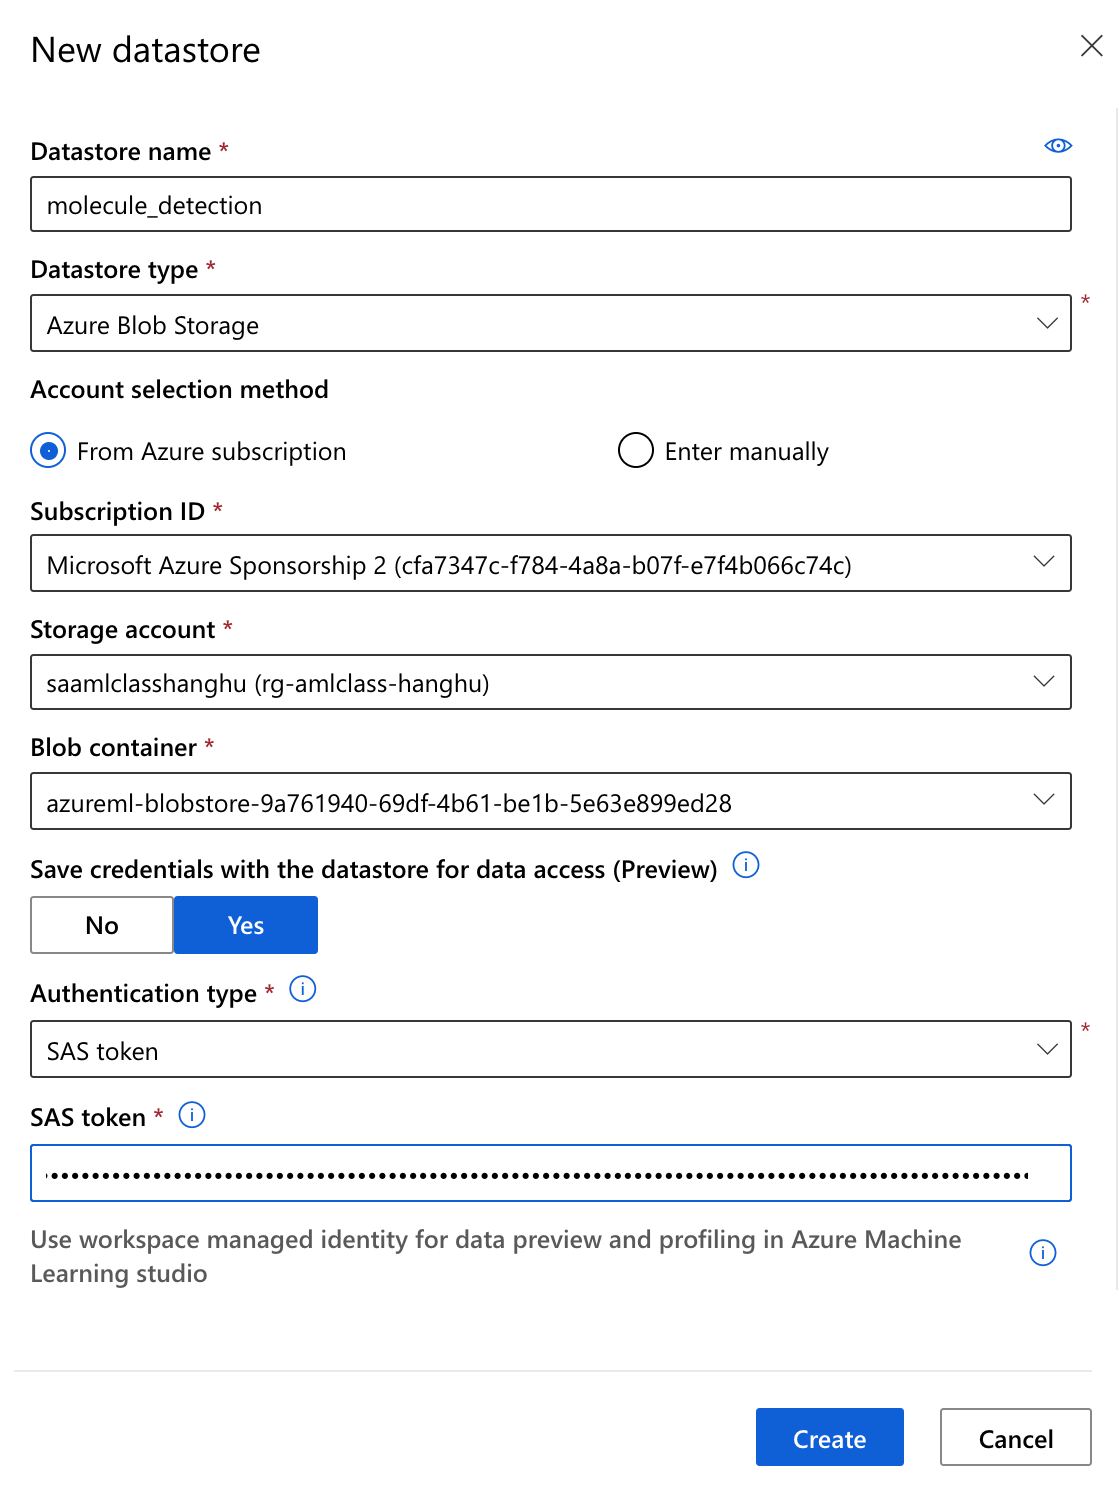 New datastore
Datastore name *
molecule_detection
Datastore type *
Azure Blob Storage
*
Account selection method
From Azure subscription
Enter manually
Subscription ID *
Microsoft Azure Sponsorship 2 (cfa7347c-f784-4a8a-b07f-e7f4b066c74c)
Storage account *
saamlclasshanghu (rg-amlclass-hanghu)
Blob container *
azureml-blobstore-9a761940-69df-4b61-be1b-5e63e899ed28
Save credentials with the datastore for data access (Preview)
No
Yes
Authentication type *
SAS token
*
SAS token *
Use workspace managed identity for data preview and profiling in Azure Machine
Learning studio
Create
Cancel